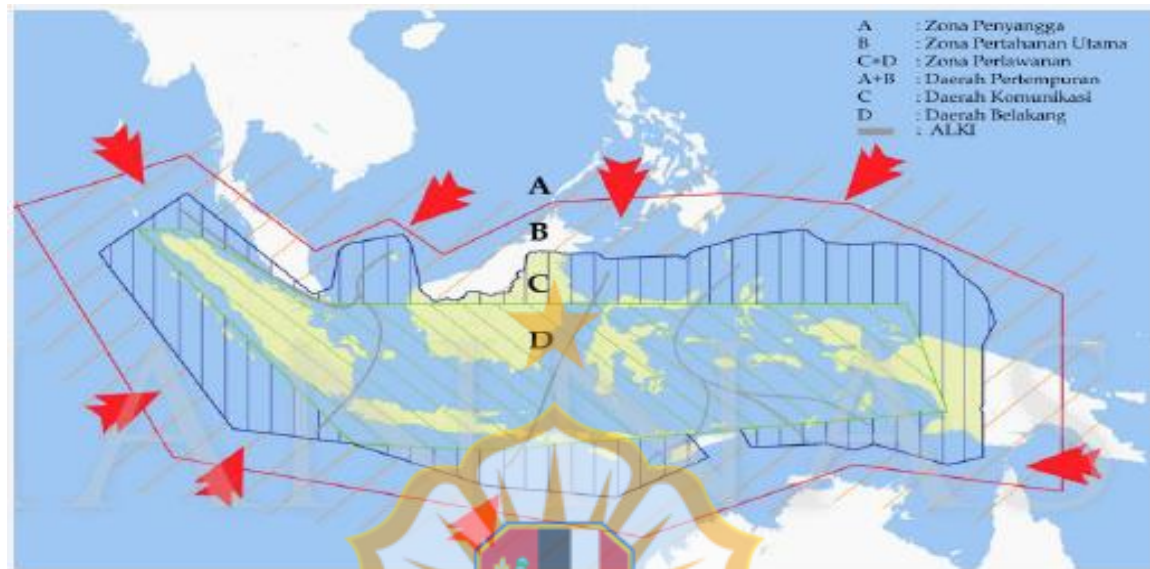 A : Zona Penyangga
B : Zona Pertahanan Utama
C+D : Zona Perlawanan
A+B : Daerah Pertempuran
C : Daerah Komunikasi
D : Daerah Belakang
: ALKI
A
B
C
D